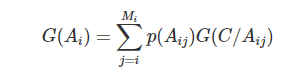 G(A_i) = \sum_{j=i}^{M_i} p(A_{ij})G(C/A_{ij})